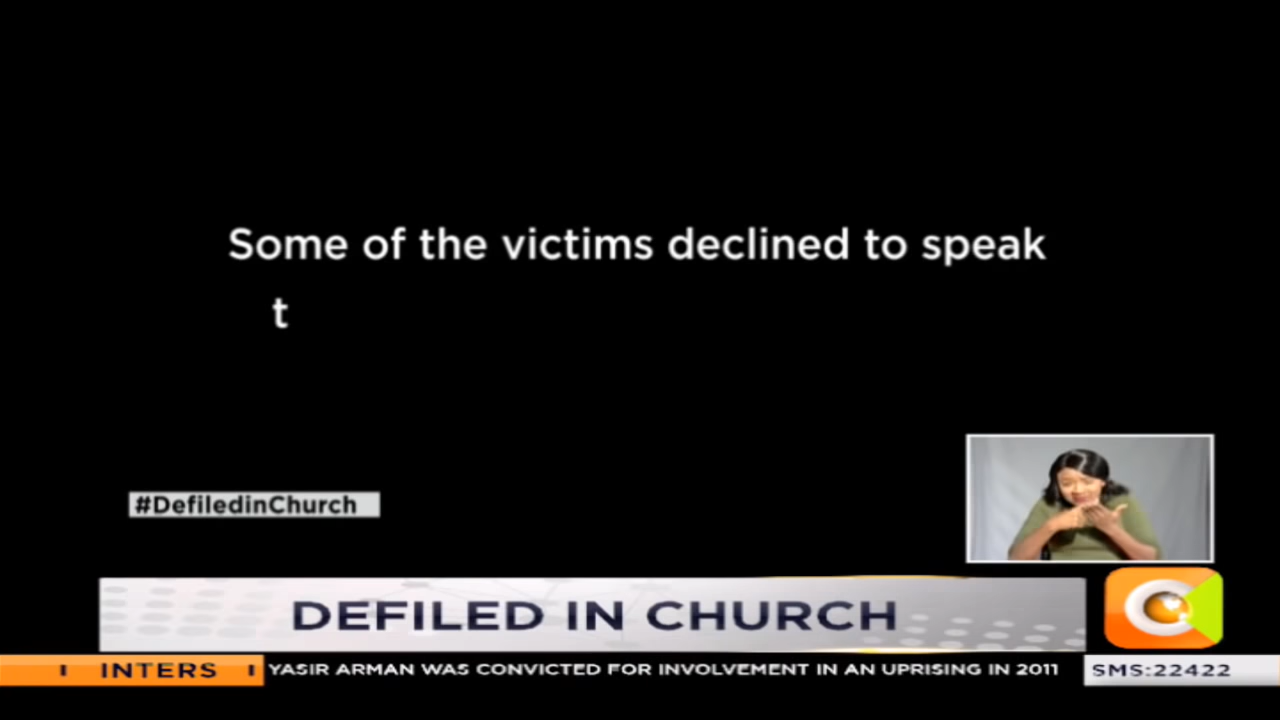 Some of the victims declined to speak
t
#DefiledinChurch
DEFILED IN CHURCH
INTERS
YASIR ARMAN WAS CONVICTED FOR INVOLVEMENT IN AN UPRISING IN 2011
SMS:22422